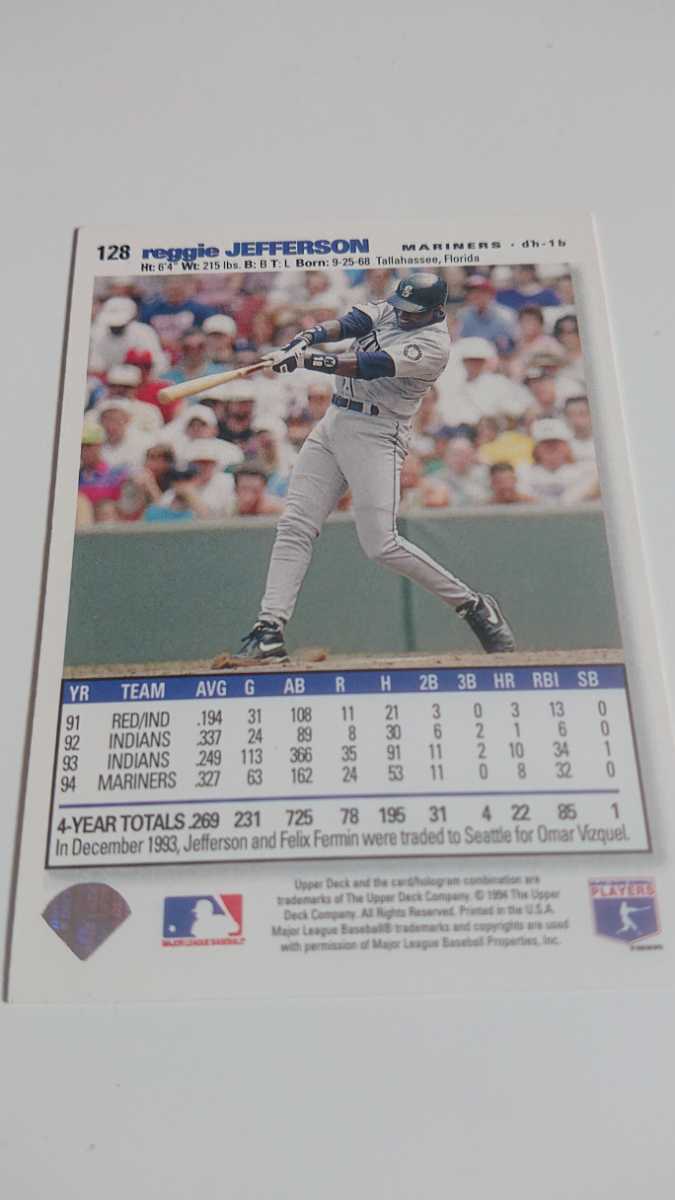 128 reggie JEFFERSON MARINERS · dh-1b
Ht: 6'4" Wt: 215 lbs. B: B T: L Born: 9-25-68 Tallahassee, Florida
YR TEAM AVG G AB R H 2B 3B HR RBI SB
91 RED/IND .194 31 108 11 21 3 0 3 13 0
92 INDIANS .337 24 89 8 30 6 2 1 6 0
93 INDIANS .249 113 366 35 91 11 2 10 34 1
94 MARINERS .327 63 162 24 53 11 0 8 32 0
4-YEAR TOTALS .269 231 725 78 195 31 4 22 85 1
In December 1993, Jefferson and Felix Fermin were traded to Seattle for Omar Vizquel.
Upper Deck and the card/hologram combination are
trademarks of The Upper Deck Company. © 1994 The Upper
Deck Company. All Rights Reserved. Printed in the U.S.A.
Major League Baseball® trademarks and copyrights are used
with permission of Major League Baseball Properties, Inc.
MAJOR LEAGUE BASEBALL
PLAYERS